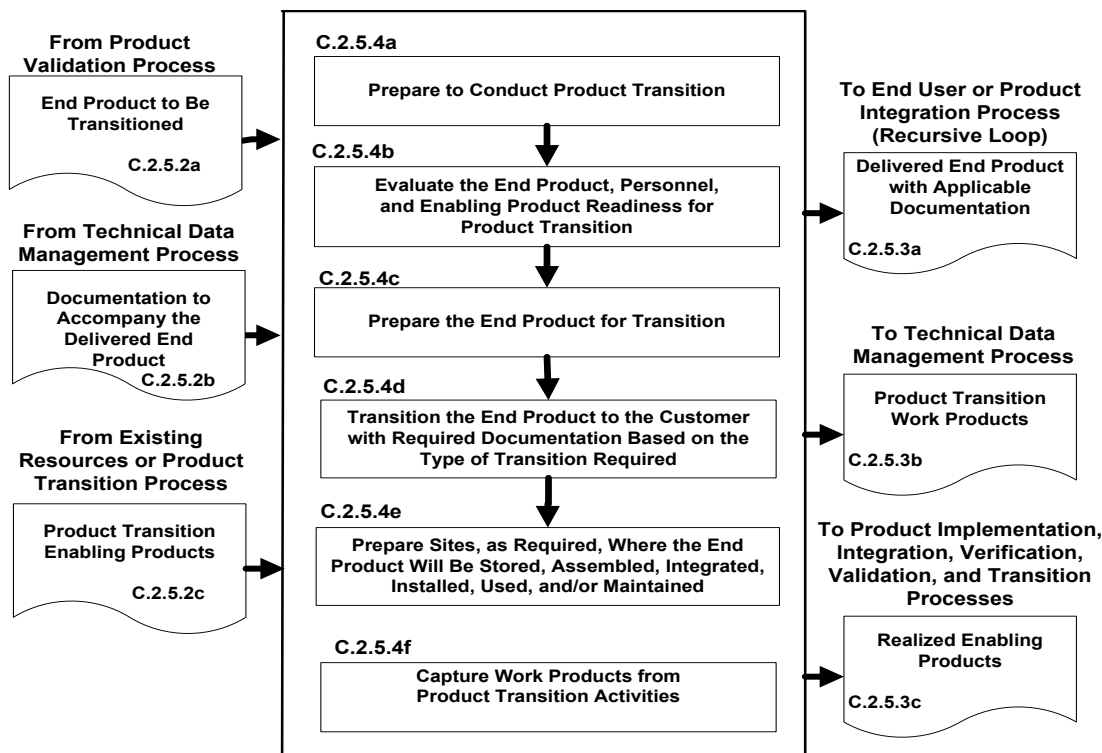 From Product
Validation Process
End Product to Be
Transitioned
C.2.5.2a
From Technical Data
Management Process
Documentation to
Accompany the
Delivered End
Product
C.2.5.2b
From Existing
Resources or Product
Transition Process
Product Transition
Enabling Products
C.2.5.2c
C.2.5.4a
Prepare to Conduct Product Transition
C.2.5.4b
Evaluate the End Product, Personnel,
and Enabling Product Readiness for
Product Transition
C.2.5.4c
Prepare the End Product for Transition
C.2.5.4d
Transition the End Product to the Customer
with Required Documentation Based on the
Type of Transition Required
C.2.5.4e
Prepare Sites, as Required, Where the End
Product Will Be Stored, Assembled, Integrated,
Installed, Used, and/or Maintained
C.2.5.4f
Capture Work Products from
Product Transition Activities
To End User or Product
Integration Process
(Recursive Loop)
Delivered End Product
with Applicable
Documentation
C.2.5.3a
To Technical Data
Management Process
Product Transition
Work Products
C.2.5.3b
To Product Implementation,
Integration, Verification,
Validation, and Transition
Processes
Realized Enabling
Products
C.2.5.3c